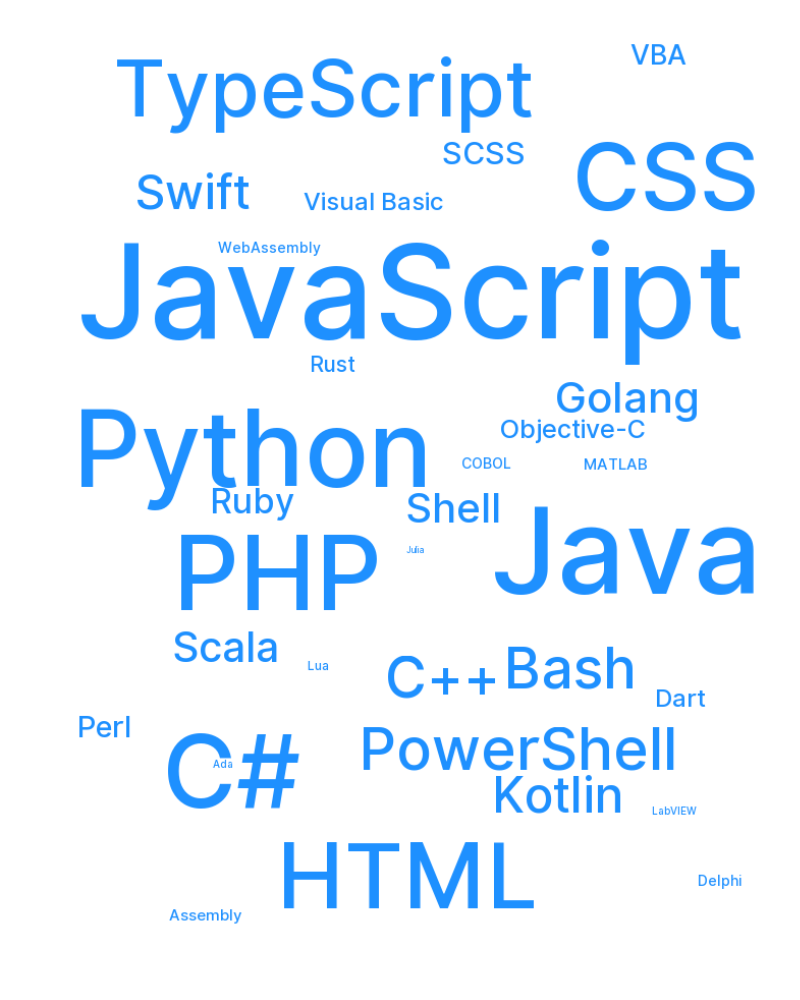 VBA
TypeScript
SCSS
CSS
Swift
Visual Basic
WebAssembly
JavaScript
Rust
Golang
Objective-C
Python
COBOL
MATLAB
Ruby
Shell
Java
Julia
PHP
Scala
Lua
C++
Bash
Dart
Perl
PowerShell
C#
Ada
Kotlin
LabVIEW
HTML
Delphi
Assembly